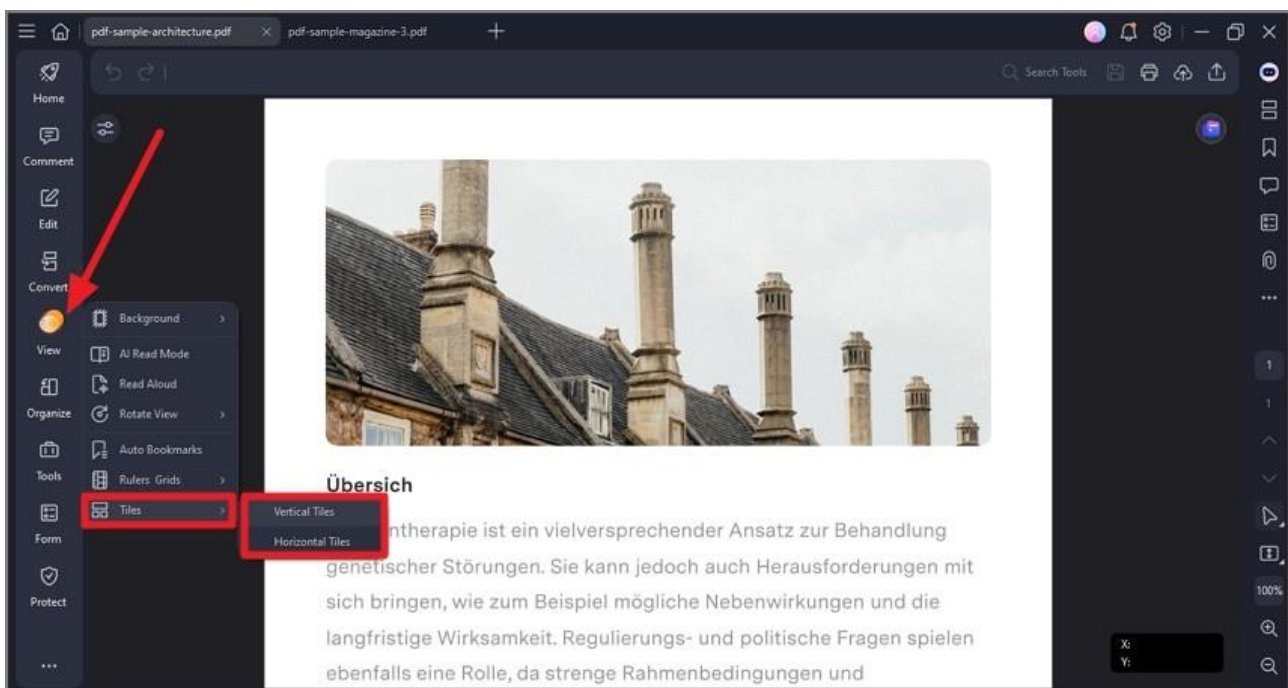 pdf-sample-architecture.pdf
pdf-sample-magazine-3.pdf
Search Tools
Home
Comment
Edit
Convert
View
Organize
Tools
Form
Protect
Background
AI Read Mode
Read Aloud
Rotate View
Auto Bookmarks
Rulers Grids
Tiles
Vertical Tiles
Horizontal Tiles
Übersich
ntherapie ist ein vielversprechender Ansatz zur Behandlung
genetischer Störungen. Sie kann jedoch auch Herausforderungen mit
sich bringen, wie zum Beispiel mögliche Nebenwirkungen und die
langfristige Wirksamkeit. Regulierungs- und politische Fragen spielen
ebenfalls eine Rolle, da strenge Rahmenbedingungen und
1
1
100%
X:
Y: